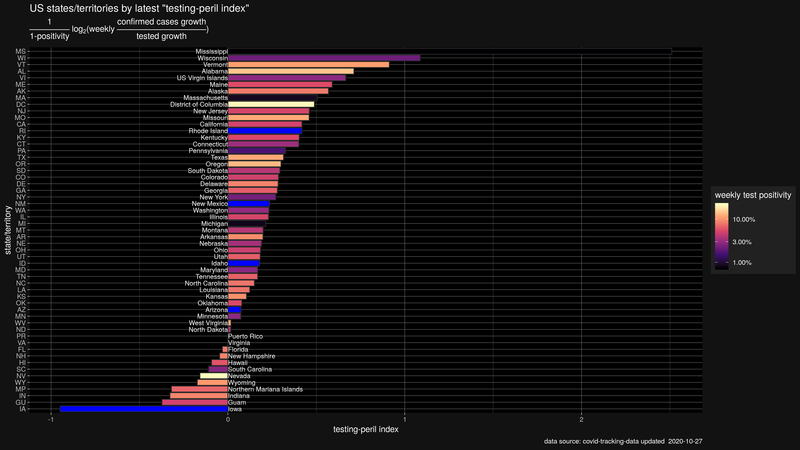 US states/territories by latest "testing-peril index"
1
1-positivity
log2(weekly
confirmed cases growth
tested growth
)
MS Mississippi
WI Wisconsin
VT Vermont
AL Alabama
VI US Virgin Islands
ME Maine
AK Alaska
MA Massachusetts
DC District of Columbia
NJ New Jersey
MO Missouri
CA California
RI Rhode Island
KY Kentucky
CT Connecticut
PA Pennsylvania
TX Texas
OR Oregon
SD South Dakota
CO Colorado
DE Delaware
GA Georgia
NY New York
NM New Mexico
WA Washington
IL Illinois
MI Michigan
MT Montana
AR Arkansas
NE Nebraska
OH Ohio
UT Utah
ID Idaho
MD Maryland
TN Tennessee
NC North Carolina
LA Louisiana
KS Kansas
OK Oklahoma
AZ Arizona
MN Minnesota
WV West Virginia
ND North Dakota
PR Puerto Rico
VA Virginia
FL Florida
NH New Hampshire
HI Hawaii
SC South Carolina
NV Nevada
WY Wyoming
MP Northern Mariana Islands
IN Indiana
GU Guam
IA Iowa
state/territory
-1 0 1 2
testing-peril index
weekly test positivity
10.00%
3.00%
1.00%
data source: covid-tracking-data updated 2020-10-27